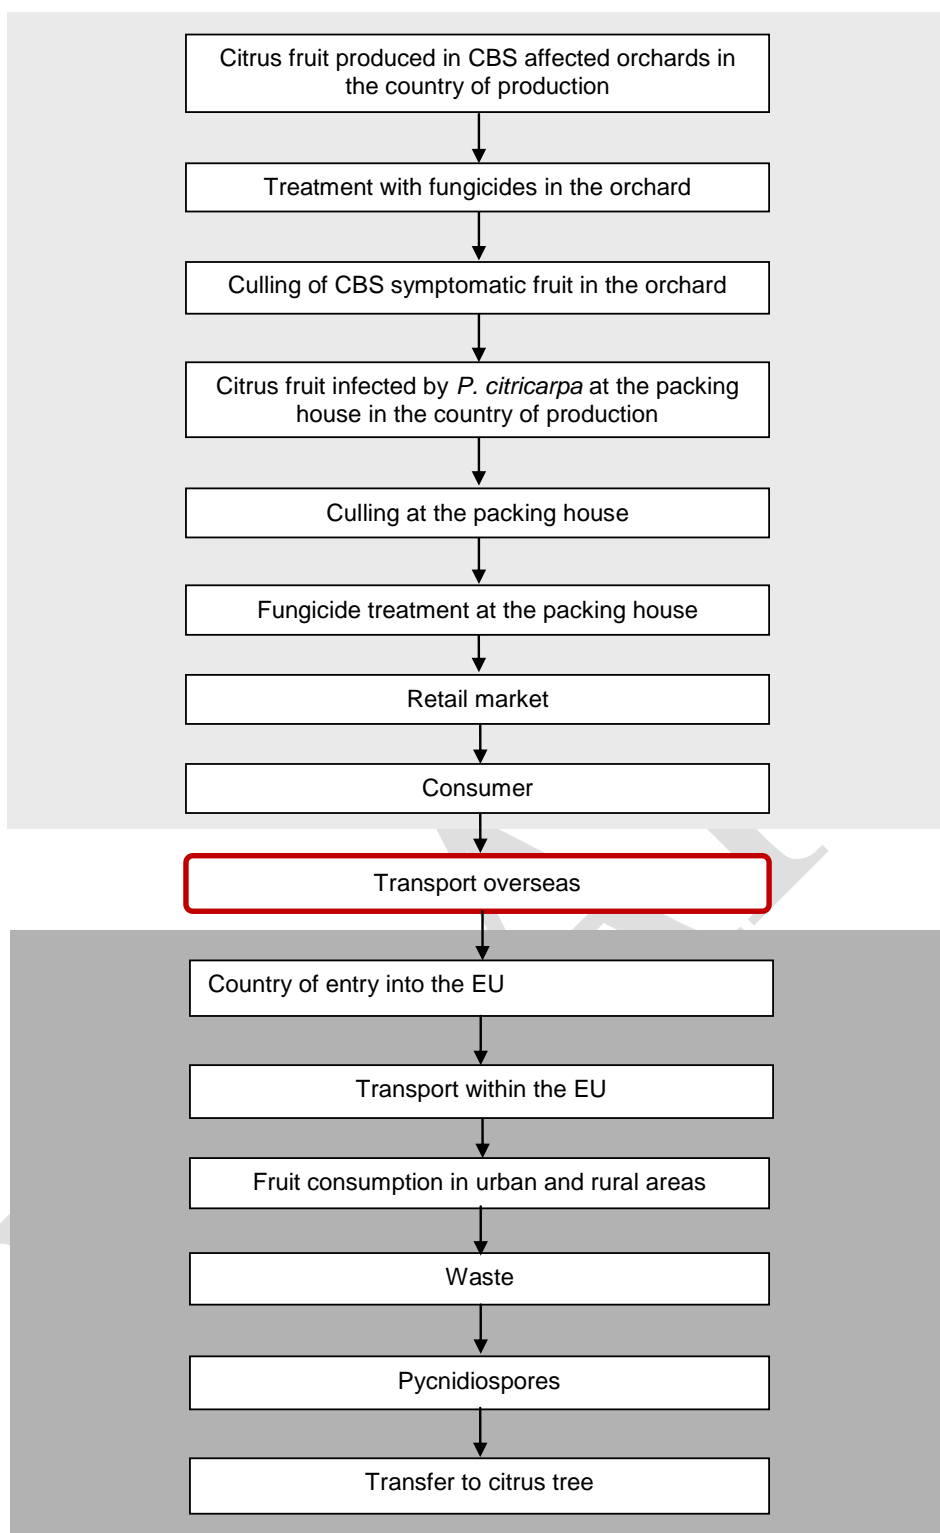 Citrus fruit produced in CBS affected orchards in
the country of production
Treatment with fungicides in the orchard
Culling of CBS symptomatic fruit in the orchard
Citrus fruit infected by P. citricarpa at the packing
house in the country of production
Culling at the packing house
Fungicide treatment at the packing house
Retail market
Consumer
Transport overseas
Country of entry into the EU
Transport within the EU
Fruit consumption in urban and rural areas
Waste
Pycnidiospores
Transfer to citrus tree